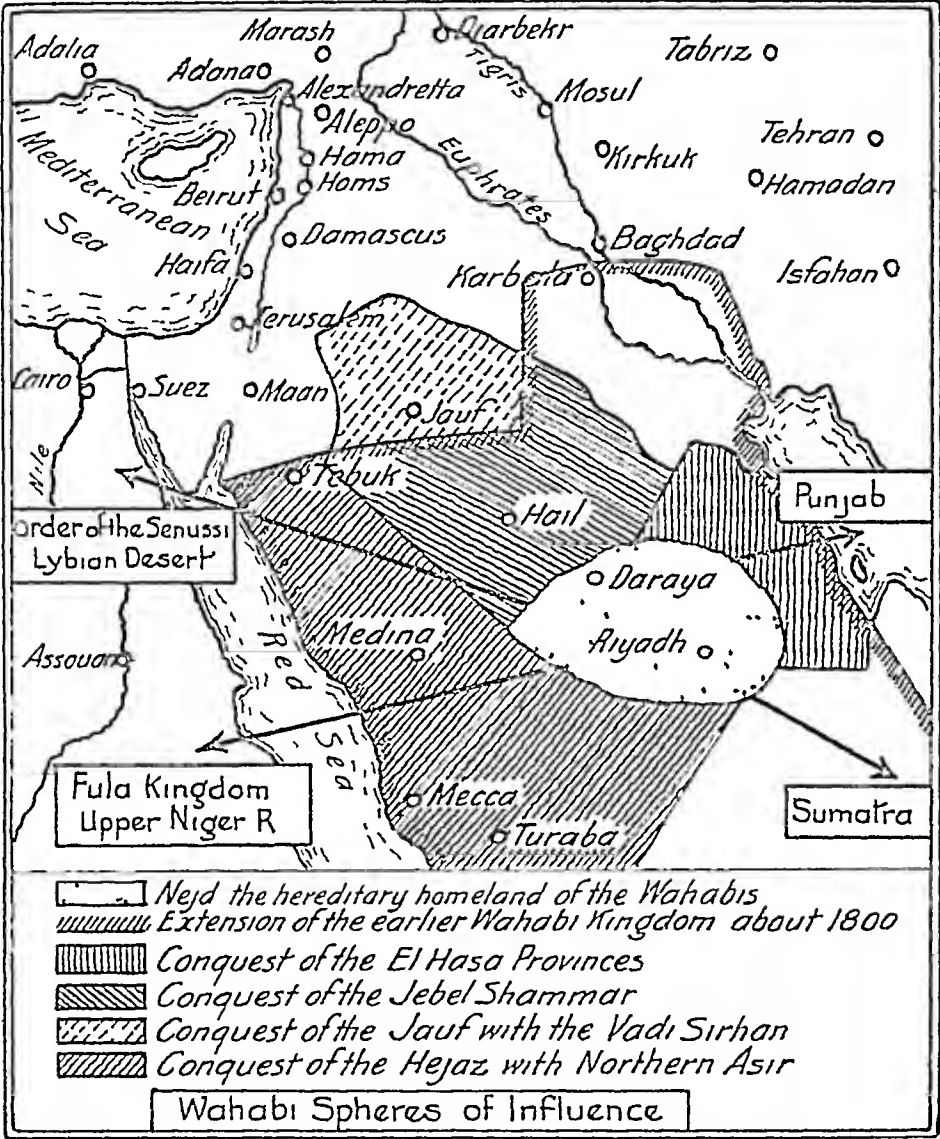 Marash
Diarbekr
Adalia
Adana
Tabriz
Alexandretta
Tigris
Mosul
Aleppo
Tehran
Mediterranean
Sea
Hama
Euphrates
Kirkuk
Homs
Hamadan
Beirut
Damascus
Baghdad
Haifa
Karbela
Isfahan
Jerusalem
Cairo
Suez
Maan
Jauf
Nile
Tebuk
Punjab
Hail
Order of the Senussi
Lybian Desert
Daraya
Medina
Riyadh
Assouan
Red
Sea
Fula Kingdom
Upper Niger R
Mecca
Sumatra
Turaba
Nejd the hereditary homeland of the Wahabis
Extension of the earlier Wahabi Kingdom about 1800
Conquest of the El Hasa Provinces
Conquest of the Jebel Shammar
Conquest of the Jauf with the Vadi Sirhan
Conquest of the Hejaz with Northern Asir
Wahabi Spheres of Influence